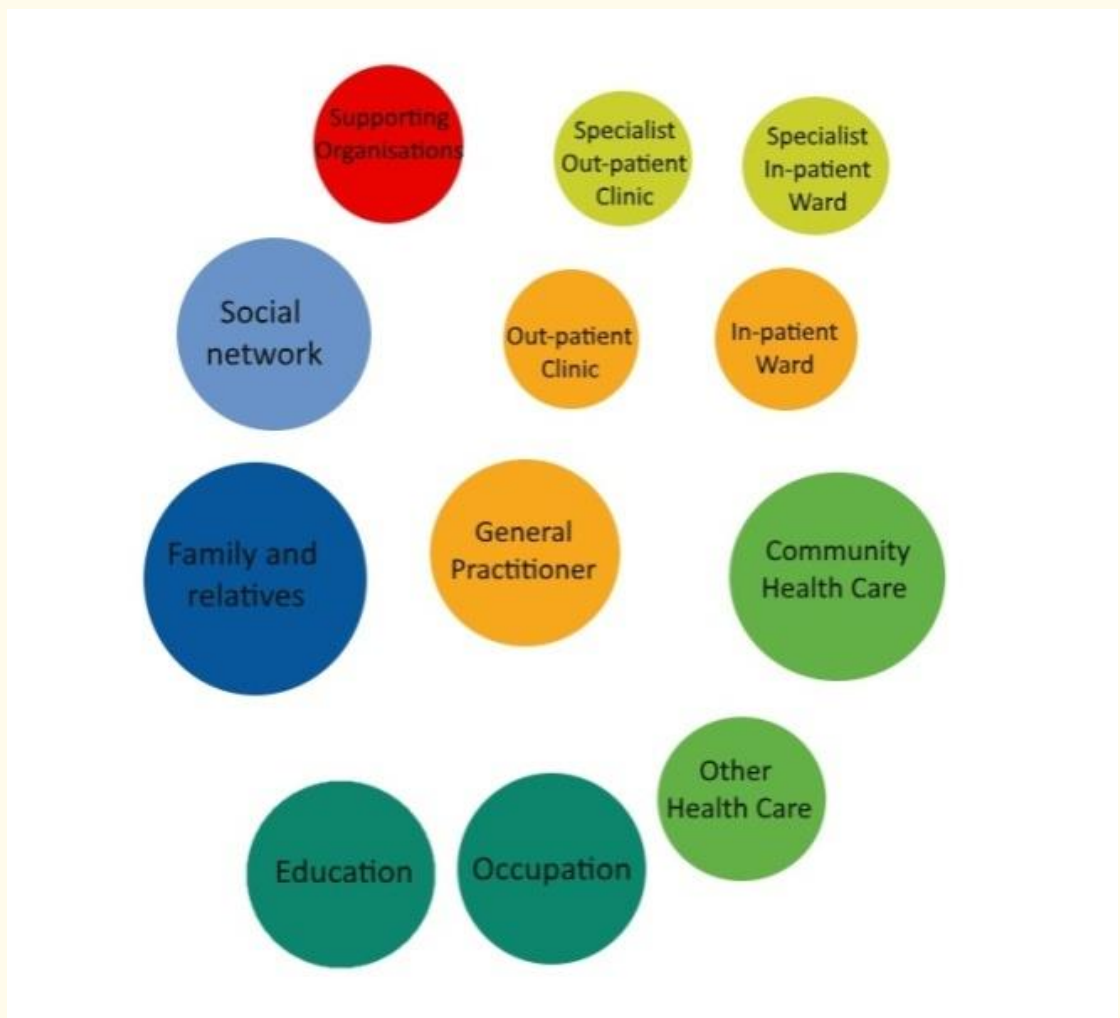 Supporting
Organisations
Specialist
Out-patient
Clinic
Specialist
In-patient
Ward
Social
network
Out-patient
Clinic
In-patient
Ward
Family and
relatives
General
Practitioner
Community
Health Care
Other
Health Care
Education
Occupation